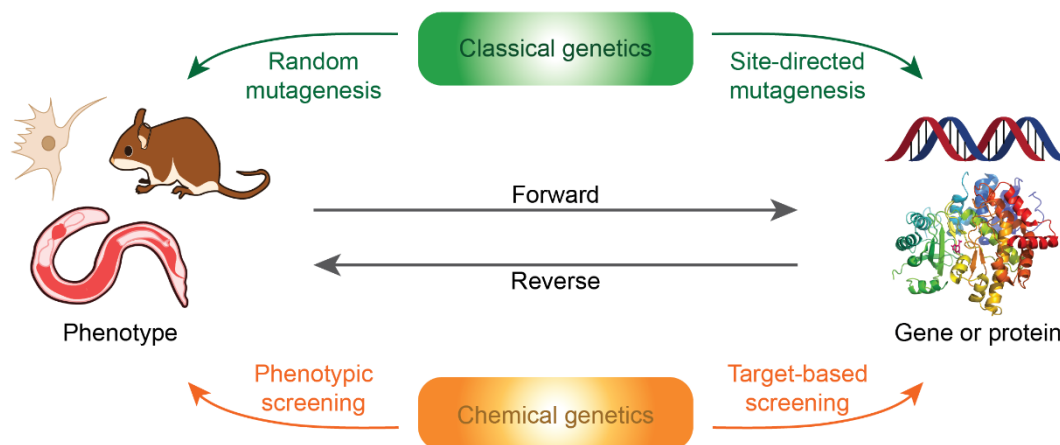 Classical genetics
Random
mutagenesis
Site-directed
mutagenesis
Forward
Reverse
Phenotype
Gene or protein
Phenotypic
screening
Chemical genetics
Target-based
screening